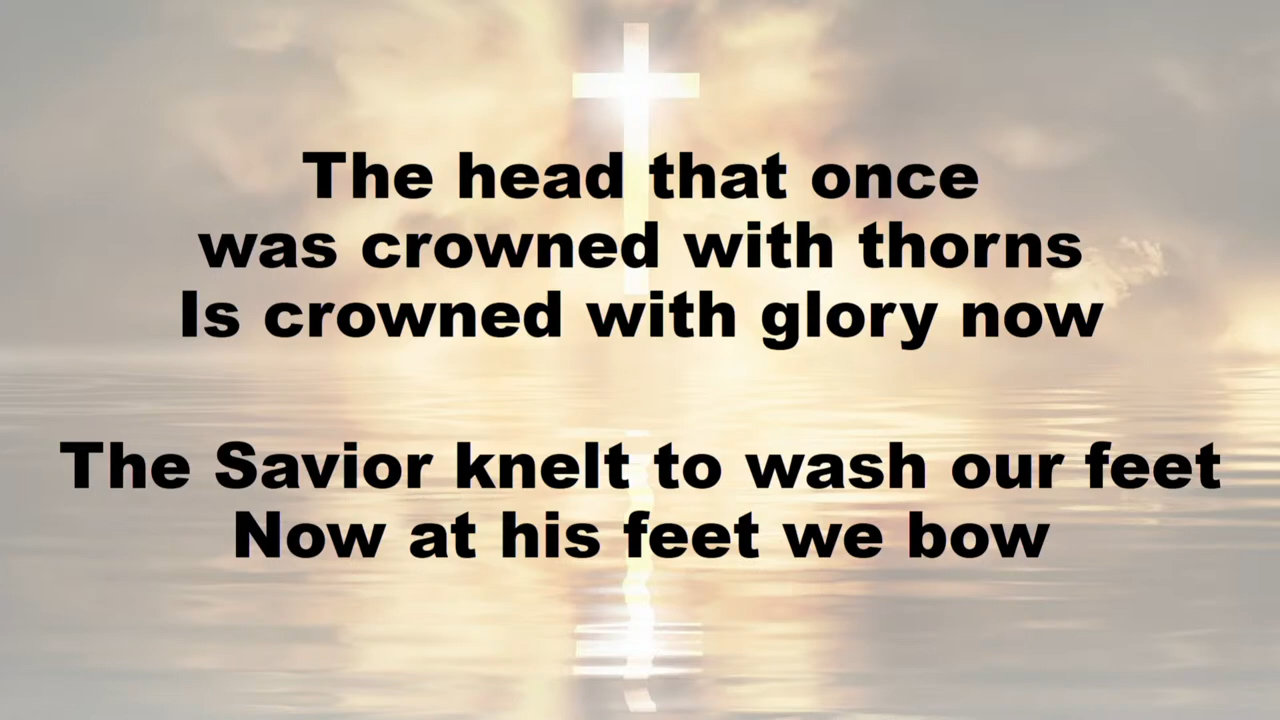 The head that once
was crowned with thorns
Is crowned with glory now
The Savior knelt to wash our feet
Now at his feet we bow